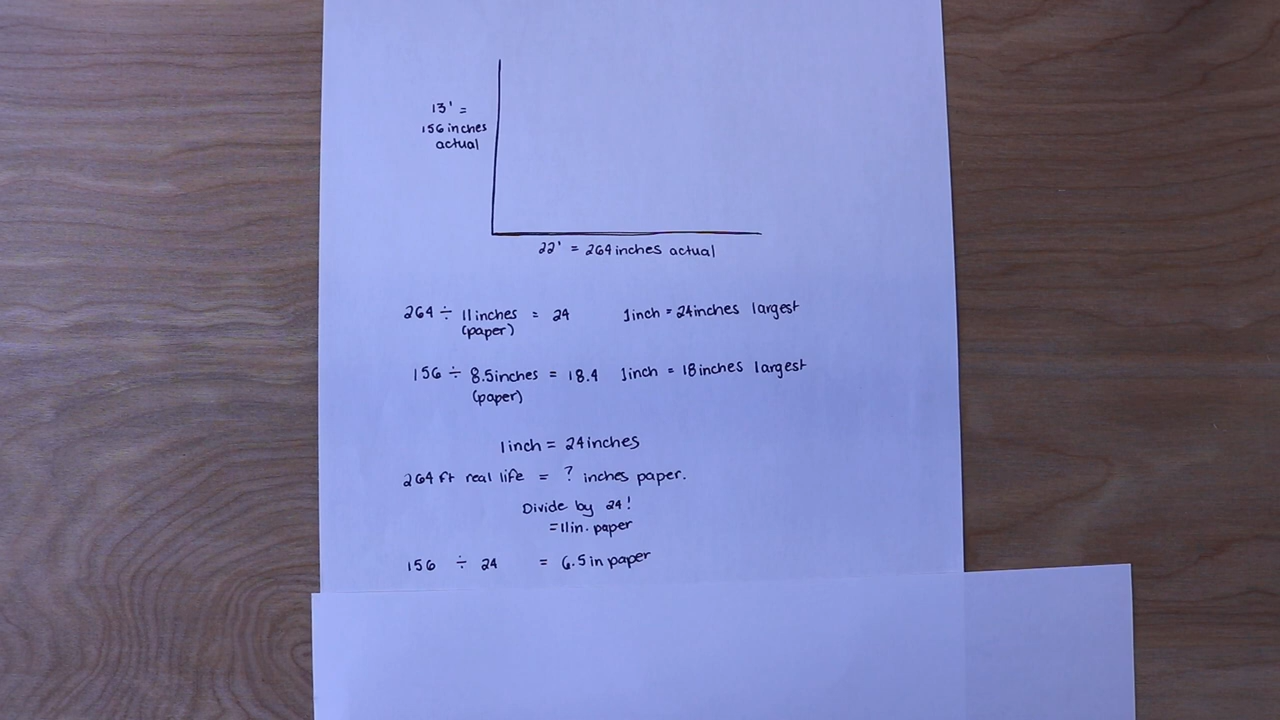 13' =
156 inches
actual
22' = 264 inches actual
264 ÷ 11 inches = 24 1 inch = 24 inches largest
(paper)
156 ÷ 8.5 inches = 18.4 1 inch = 18 inches largest
(paper)
1 inch = 24 inches
264 ft real life = ? inches paper.
Divide by 24!
= 11 in. paper
156 ÷ 24 = 6.5 in paper